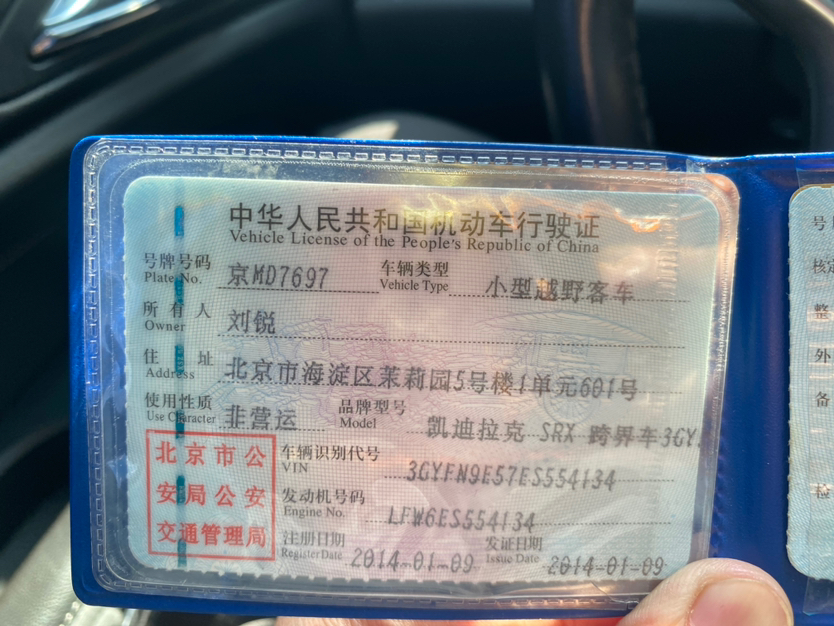 中华人民共和国机动车行驶证
Vehicle License of the People's Republic of China
号牌号码 京MD7697 车辆类型 小型越野客车
Plate No. Vehicle Type
所有人 刘锐
Owner
住址 北京市海淀区茉莉园5号楼1单元601号
Address
使用性质 非营运 品牌型号 凯迪拉克 SRX 跨界车3GY
Use Character Model
北京市公
安局公安
交通管理局
车辆识别代号 3GYFN9E57ES554134
VIN
发动机号码 LFW6ES554134
Engine No.
注册日期 2014-01-09 发证日期 2014-01-09
Register Date Issue Date
号
核定
整
外
备
检